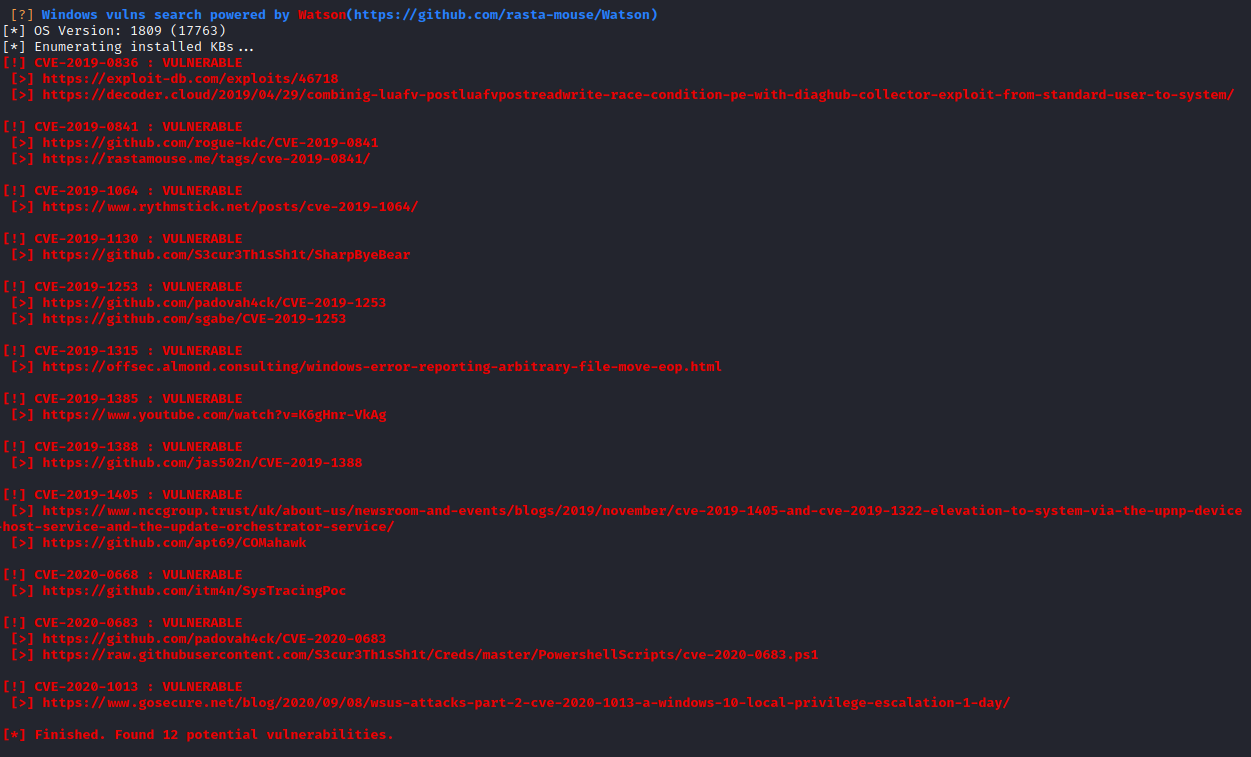 [?] Windows vulns search powered by Watson(https://github.com/rasta-mouse/Watson)
[*] OS Version: 1809 (17763)
[*] Enumerating installed KBs...
[!] CVE-2019-0836 : VULNERABLE
[>] https://exploit-db.com/exploits/46718
[>] https://decoder.cloud/2019/04/29/combinig-luafv-postluafvpostreadwrite-race-condition-pe-with-diaghub-collector-exploit-from-standard-user-to-system/
[!] CVE-2019-0841 : VULNERABLE
[>] https://github.com/rogue-kdc/CVE-2019-0841
[>] https://rastamouse.me/tags/cve-2019-0841/
[!] CVE-2019-1064 : VULNERABLE
[>] https://www.rythmstick.net/posts/cve-2019-1064/
[!] CVE-2019-1130 : VULNERABLE
[>] https://github.com/S3cur3Th1sSh1t/SharpByeBear
[!] CVE-2019-1253 : VULNERABLE
[>] https://github.com/padovah4ck/CVE-2019-1253
[>] https://github.com/sgabe/CVE-2019-1253
[!] CVE-2019-1315 : VULNERABLE
[>] https://offsec.almond.consulting/windows-error-reporting-arbitrary-file-move-eop.html
[!] CVE-2019-1385 : VULNERABLE
[>] https://www.youtube.com/watch?v=K6gHnr-VkAg
[!] CVE-2019-1388 : VULNERABLE
[>] https://github.com/jas502n/CVE-2019-1388
[!] CVE-2019-1405 : VULNERABLE
[>] https://www.nccgroup.trust/uk/about-us/newsroom-and-events/blogs/2019/november/cve-2019-1405-and-cve-2019-1322-elevation-to-system-via-the-upnp-device
-host-service-and-the-update-orchestrator-service/
[>] https://github.com/apt69/COMahawk
[!] CVE-2020-0668 : VULNERABLE
[>] https://github.com/itm4n/SysTracingPoc
[!] CVE-2020-0683 : VULNERABLE
[>] https://github.com/padovah4ck/CVE-2020-0683
[>] https://raw.githubusercontent.com/S3cur3Th1sSh1t/Creds/master/PowershellScripts/cve-2020-0683.ps1
[!] CVE-2020-1013 : VULNERABLE
[>] https://www.gosecure.net/blog/2020/09/08/wsus-attacks-part-2-cve-2020-1013-a-windows-10-local-privilege-escalation-1-day/
[*] Finished. Found 12 potential vulnerabilities.